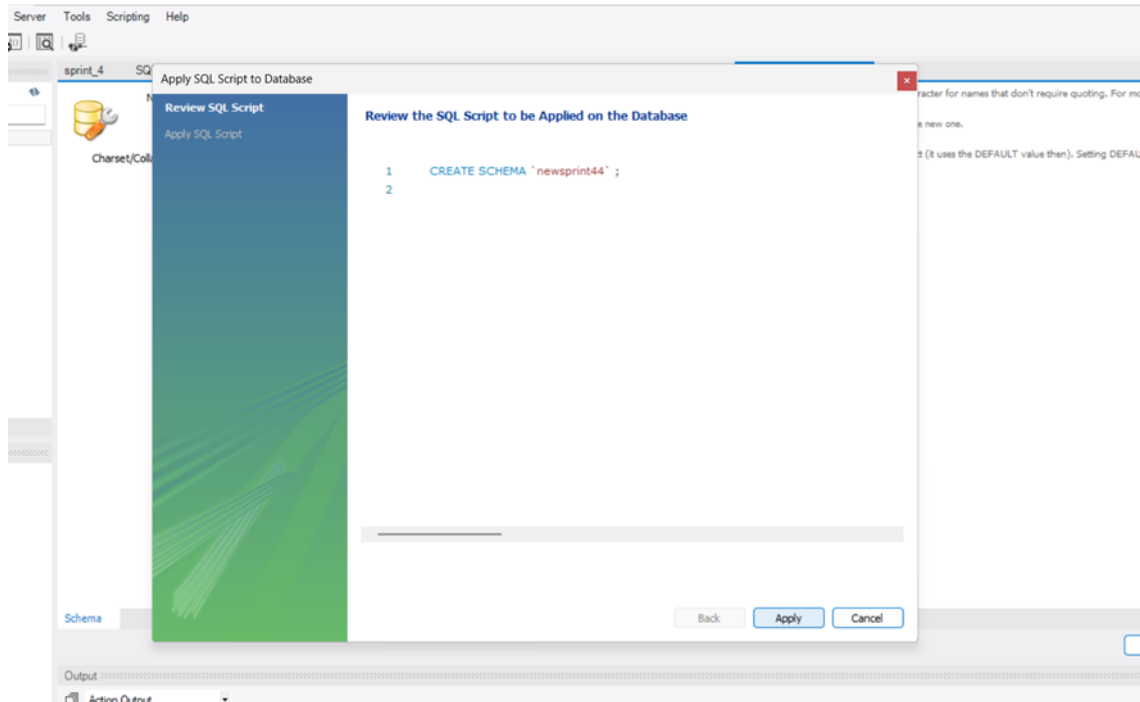 Server Tools Scripting Help
sprint_4
Apply SQL Script to Database
racter for names that don't require quoting. For
Review SQL Script
Review the SQL Script to be Applied on the Database
e new one.
Apply SQL Script
(it uses the DEFAULT value then). Setting
Charset/Colla
1 CREATE SCHEMA `newsprint44` ;
2
Schema
Back Apply Cancel
Output
Action Output